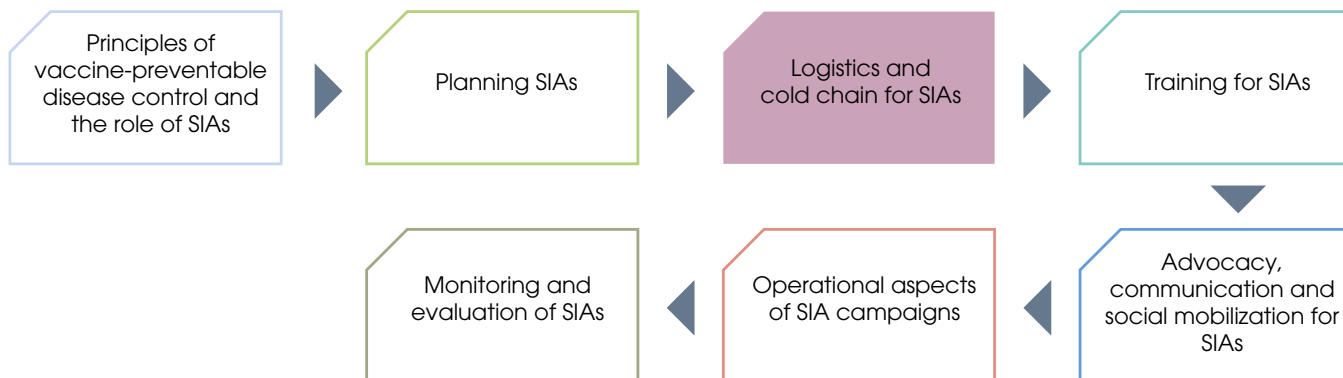 Principles of
vaccine-preventable
disease control and
the role of SIAs
Planning SIAs
Logistics and
cold chain for SIAs
Training for SIAs
Advocacy,
communication and
social mobilization for
SIAs
Operational aspects
of SIA campaigns
Monitoring and
evaluation of SIAs